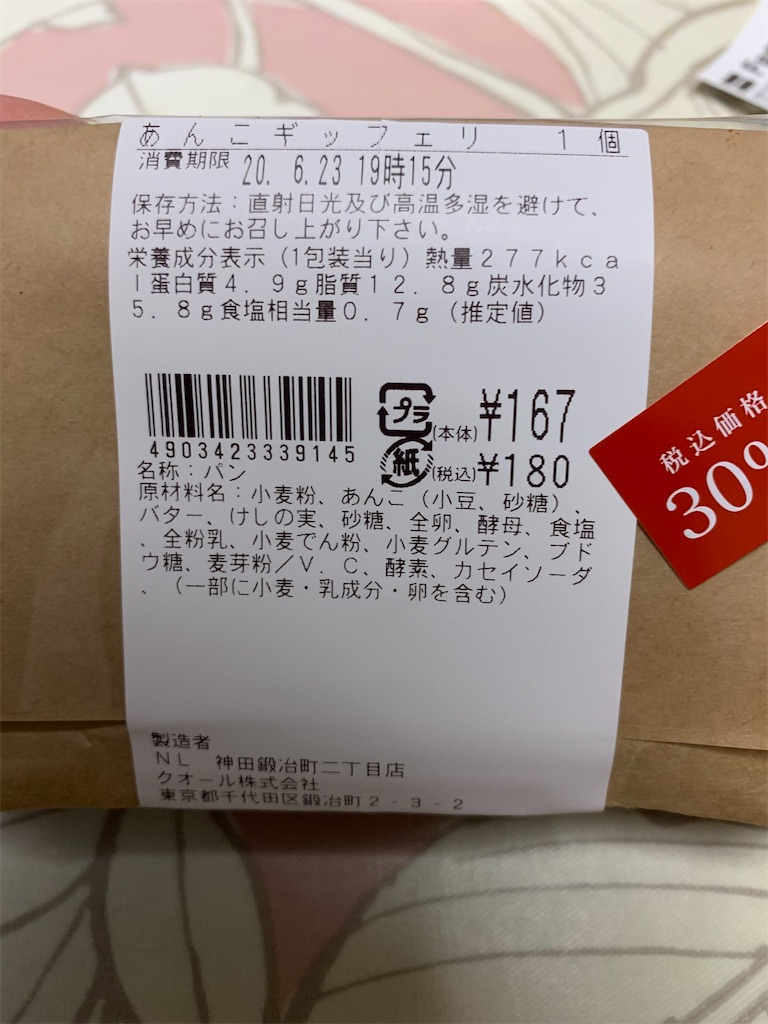 あんこギッフェリ 1個
消費期限 20. 6.23 19時15分
保存方法：直射日光及び高温多湿を避けて、
お早めにお召し上がり下さい。
栄養成分表示（1包装当り）熱量277kca
l蛋白質4．9g脂質12．8g炭水化物3
5．8g食塩相当量0．7g（推定値）
プラ
(本体)¥167
紙
(税込)¥180
4903423339145
名称：パン
原材料名：小麦粉、あんこ（小豆、砂糖）、
バター、けしの実、砂糖、全卵、酵母、食塩
、全粉乳、小麦でん粉、小麦グルテン、ブド
ウ糖、麦芽粉／V．C、酵素、カセイソーダ
、（一部に小麦・乳成分・卵を含む）
製造者
NL 神田鍛冶町二丁目店
クオール株式会社
東京都千代田区鍛冶町2-3-2
税込価格
300